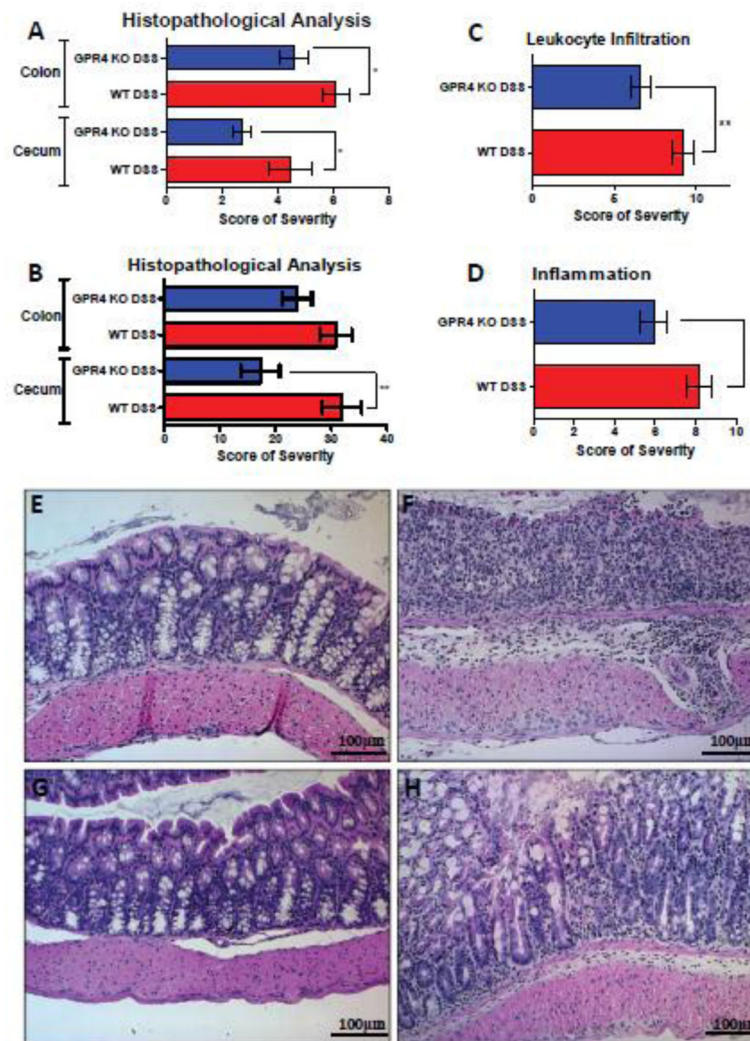 A
Histopathological Analysis
Colon
GPR4 KO DSS
WT DSS
*
Cecum
GPR4 KO DSS
WT DSS
*
0 2 4 6 8
Score of Severity
C
Leukocyte Infiltration
GPR4 KO DSS
WT DSS
**
0 5 10
Score of Severity
B
Histopathological Analysis
Colon
GPR4 KO DSS
WT DSS
Cecum
GPR4 KO DSS
WT DSS
**
0 10 20 30 40
Score of Severity
D
Inflammation
GPR4 KO DSS
WT DSS
0 2 4 6 8 10
Score of Severity
E
100µm
F
100µm
G
100µm
H
100µm